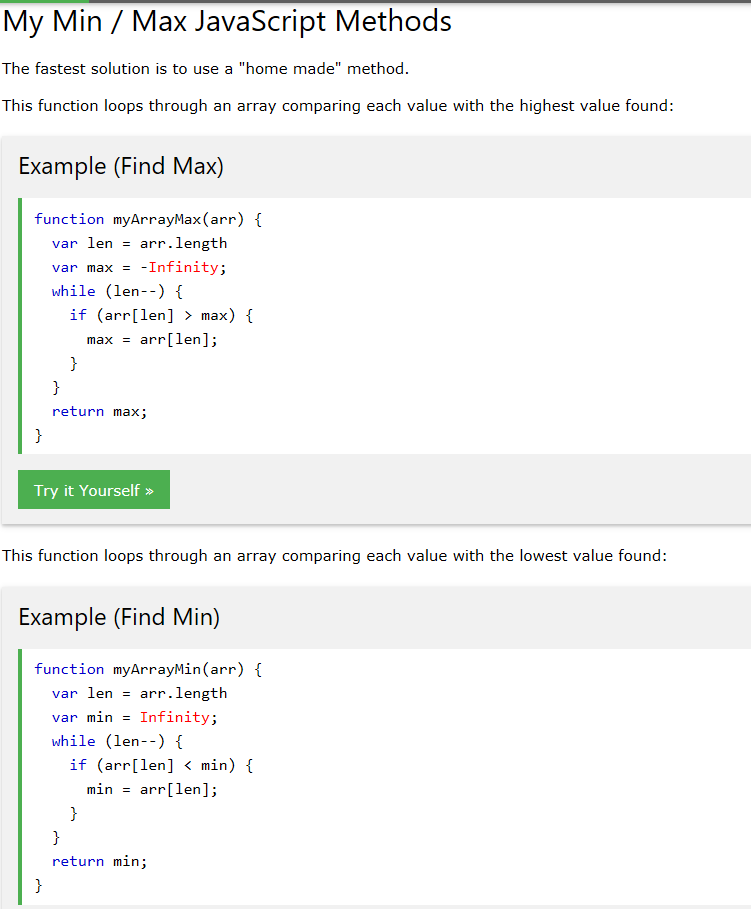 My Min / Max JavaScript Methods
The fastest solution is to use a "home made" method.
This function loops through an array comparing each value with the highest value found:
Example (Find Max)
function myArrayMax(arr) {
  var len = arr.length
  var max = -Infinity;
  while (len--) {
    if (arr[len] > max) {
      max = arr[len];
    }
  }
  return max;
}
Try it Yourself »
This function loops through an array comparing each value with the lowest value found:
Example (Find Min)
function myArrayMin(arr) {
  var len = arr.length
  var min = Infinity;
  while (len--) {
    if (arr[len] < min) {
      min = arr[len];
    }
  }
  return min;
}